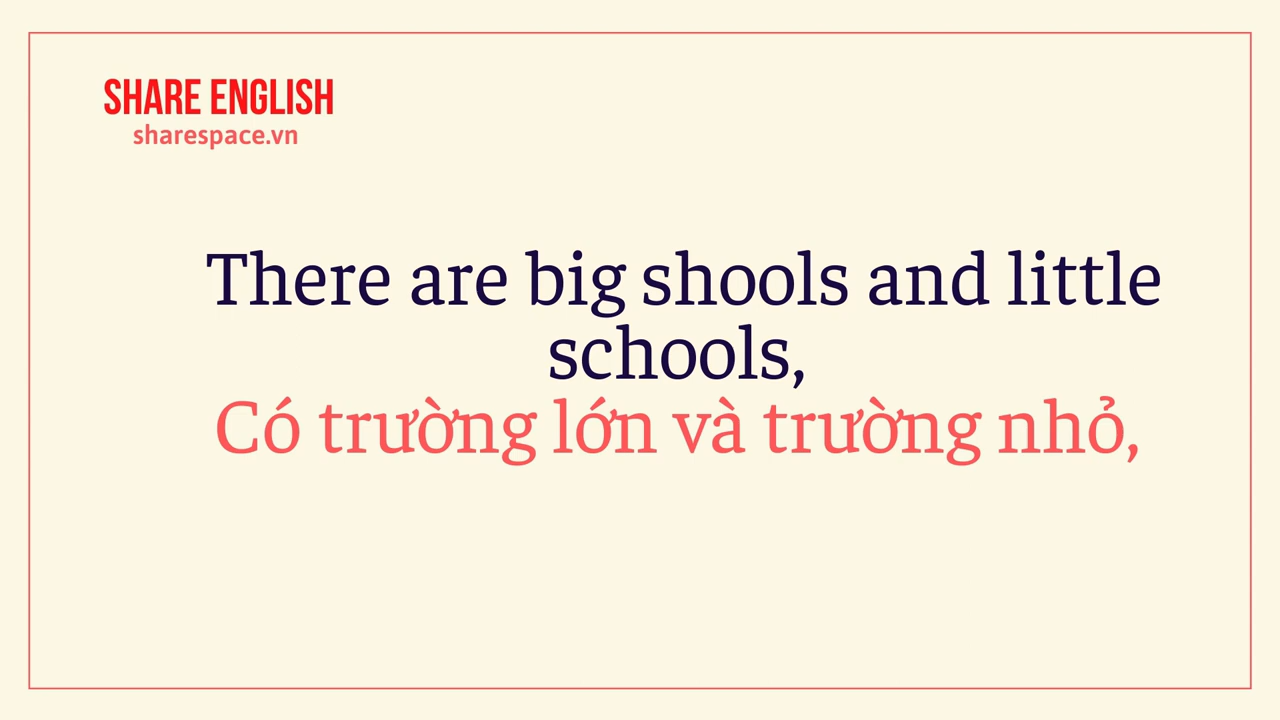 SHARE ENGLISH
sharespace.vn
There are big shools and little
schools,
Có trường lớn và trường nhỏ,